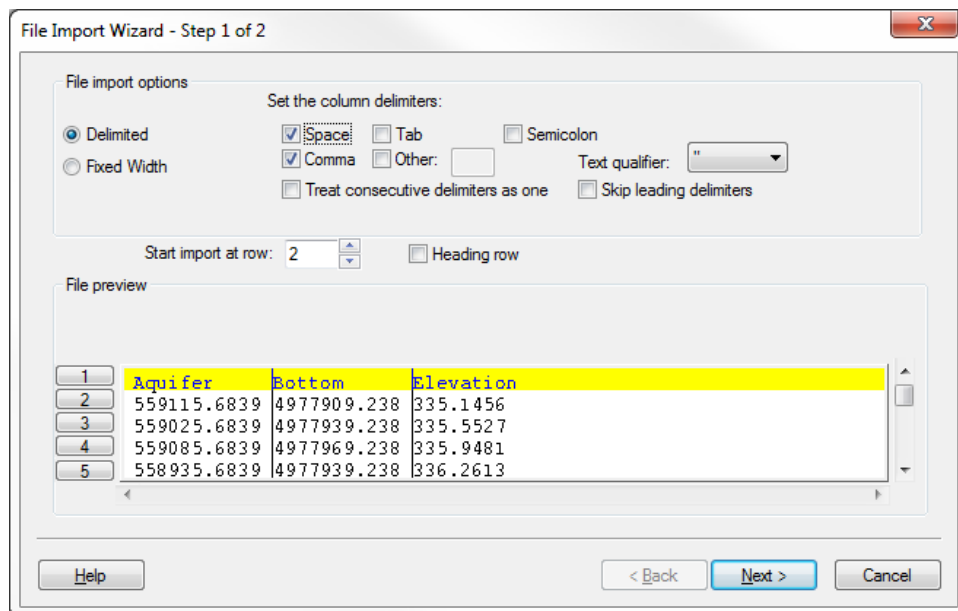 File Import Wizard - Step 1 of 2
File import options
Set the column delimiters:
Delimited
Space Tab Semicolon
Fixed Width
Comma Other: Text qualifier: "
Treat consecutive delimiters as one Skip leading delimiters
Start import at row: 2 Heading row
File preview
1 Aquifer Bottom Elevation
2 559115.6839 4977909.238 335.1456
3 559025.6839 4977939.238 335.5527
4 559085.6839 4977969.238 335.9481
5 558935.6839 4977939.238 336.2613
Help < Back Next > Cancel